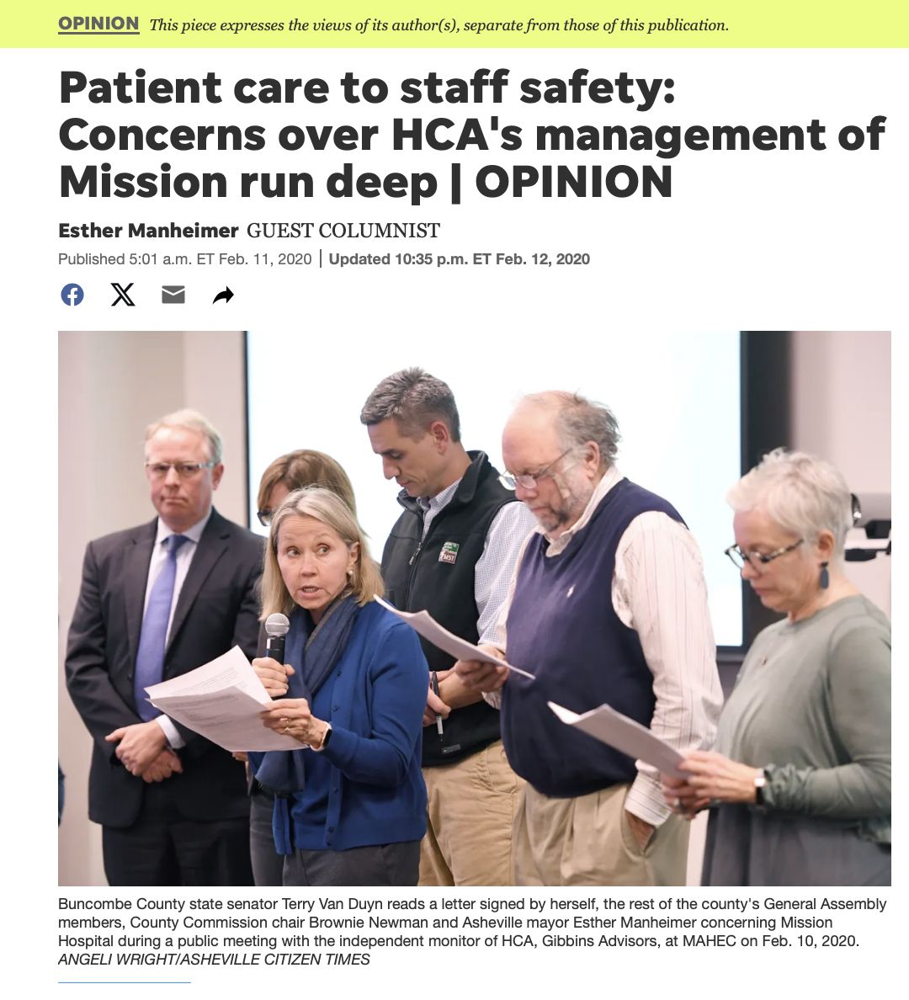 OPINION This piece expresses the views of its author(s), separate from those of this publication.
Patient care to staff safety:
Concerns over HCA's management of
Mission run deep | OPINION
Esther Manheimer GUEST COLUMNIST
Published 5:01 a.m. ET Feb. 11, 2020 | Updated 10:35 p.m. ET Feb. 12, 2020
MST
Buncombe County state senator Terry Van Duyn reads a letter signed by herself, the rest of the county's General Assembly
members, County Commission chair Brownie Newman and Asheville mayor Esther Manheimer concerning Mission
Hospital during a public meeting with the independent monitor of HCA, Gibbins Advisors, at MAHEC on Feb. 10, 2020.
ANGELI WRIGHT/ASHEVILLE CITIZEN TIMES